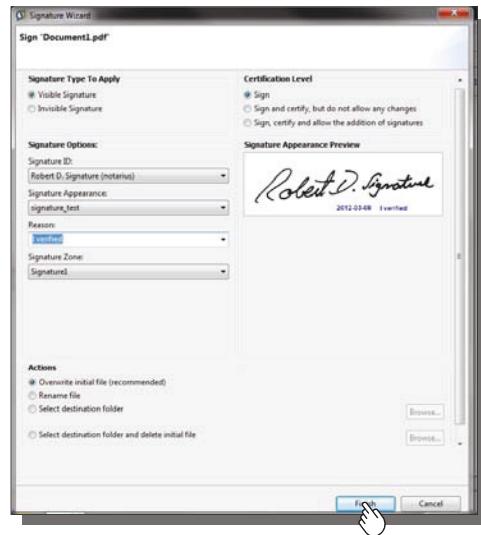 Signature Wizard
Sign "Document1.pdf"
Signature Type To Apply
Visible Signature
Invisible Signature
Certification Level
Sign
Sign and certify, but do not allow any changes
Sign, certify and allow the addition of signatures
Signature Options:
Signature ID:
Robert D. Signature (notarius)
Signature Appearance:
signature_test
Reason:
I verified
Signature Zone:
Signature1
Signature Appearance Preview
Robert D. Signature
2012-03-08 I verified
Actions
Overwrite initial file (recommended)
Rename file
Select destination folder
Browse...
Select destination folder and delete initial file
Browse...
Finish
Cancel